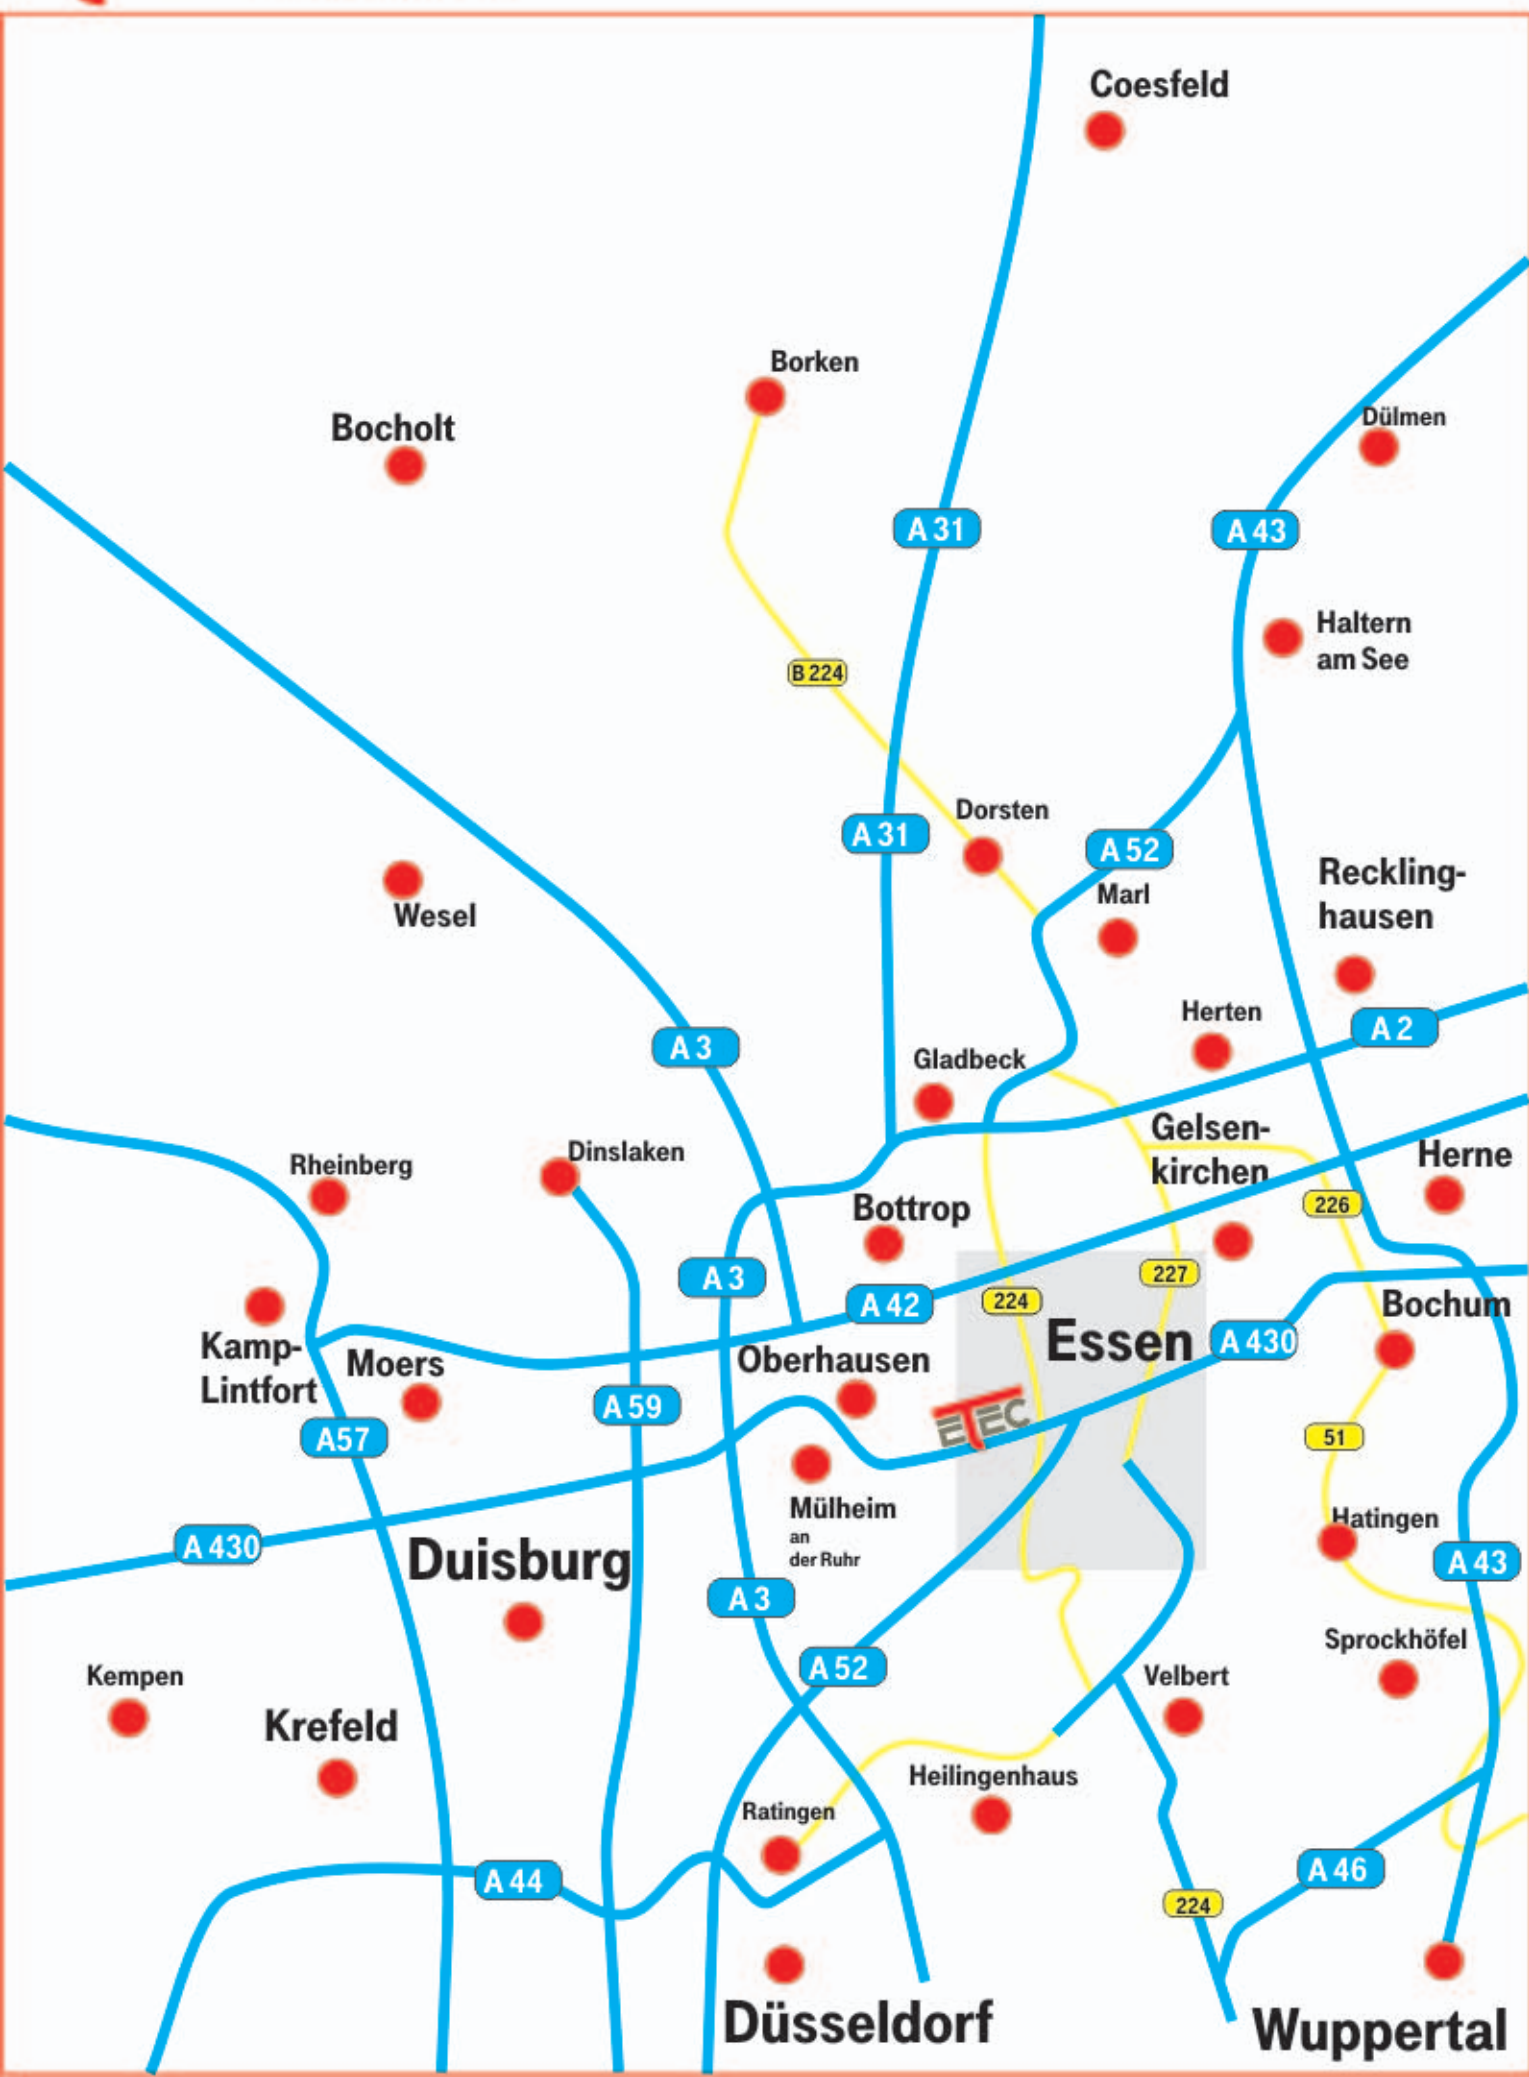 Coesfeld
Borken
Bocholt
Dülmen
A 31
A 43
Haltern
am See
B 224
Dorsten
A 31
A 52
Marl
Reckling-
hausen
Wesel
Herten
A 2
A 3
Gladbeck
Gelsen-
kirchen
Herne
Dinslaken
Rheinberg
226
Bottrop
A 3
227
A 42
224
Bochum
Essen
A 430
Kamp-
Lintfort
Moers
Oberhausen
A 59
ETEC
A57
51
Mülheim
an
der Ruhr
Hatingen
A 430
Duisburg
A 43
A 3
Sprockhöfel
A 52
Kempen
Velbert
Krefeld
Heilingenhaus
Ratingen
A 44
A 46
224
Düsseldorf
Wuppertal